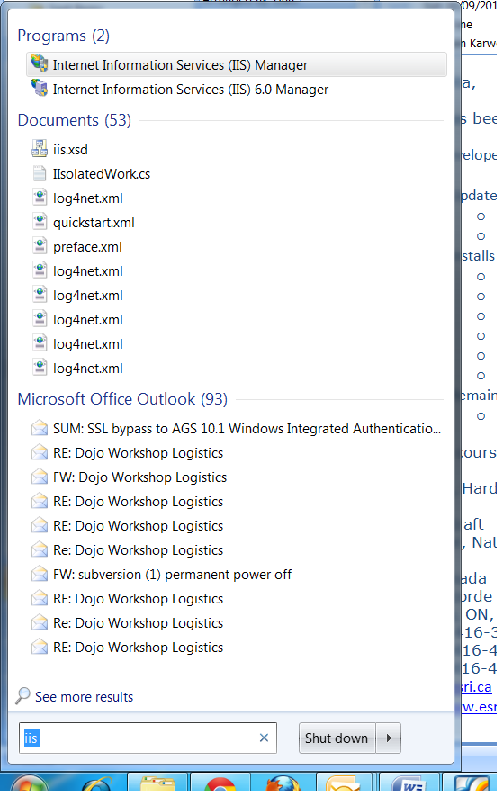 Programs (2)
Internet Information Services (IIS) Manager
Internet Information Services (IIS) 6.0 Manager
Documents (53)
iis.xsd
IIsolatedWork.cs
log4net.xml
quickstart.xml
preface.xml
log4net.xml
log4net.xml
log4net.xml
log4net.xml
log4net.xml
Microsoft Office Outlook (93)
SUM: SSL bypass to AGS 10.1 Windows Integrated Authenticatio...
RE: Dojo Workshop Logistics
FW: Dojo Workshop Logistics
RE: Dojo Workshop Logistics
RE: Dojo Workshop Logistics
Re: Dojo Workshop Logistics
FW: subversion (1) permanent power off
RE: Dojo Workshop Logistics
Re: Dojo Workshop Logistics
RE: Dojo Workshop Logistics
See more results
iis
Shut down
09/201
me
n Karw
a,
s bee
velope
pdate
stalls
emain
cours
Hard
aft
, Nat
ada
orde
ON,
416-3
16-4
16-4
sri.ca
w.esr